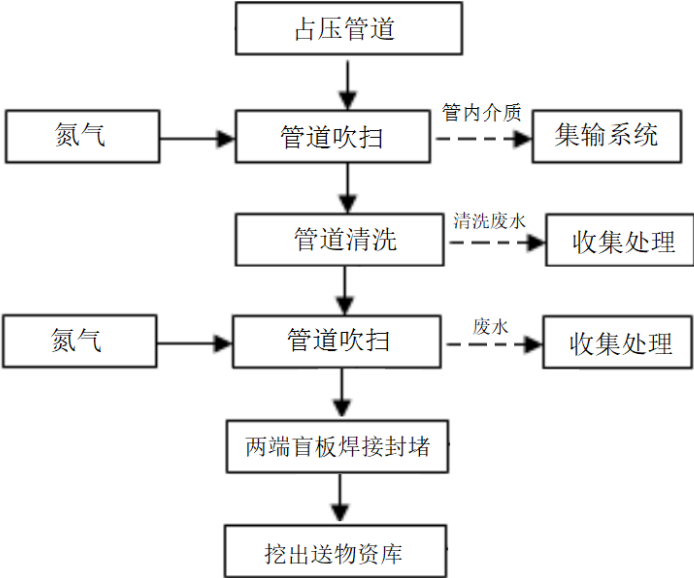 占压管道
管内介质
氮气
管道吹扫
集输系统
清洗废水
管道清洗
收集处理
废水
氮气
管道吹扫
收集处理
两端盲板焊接封堵
挖出送物资库